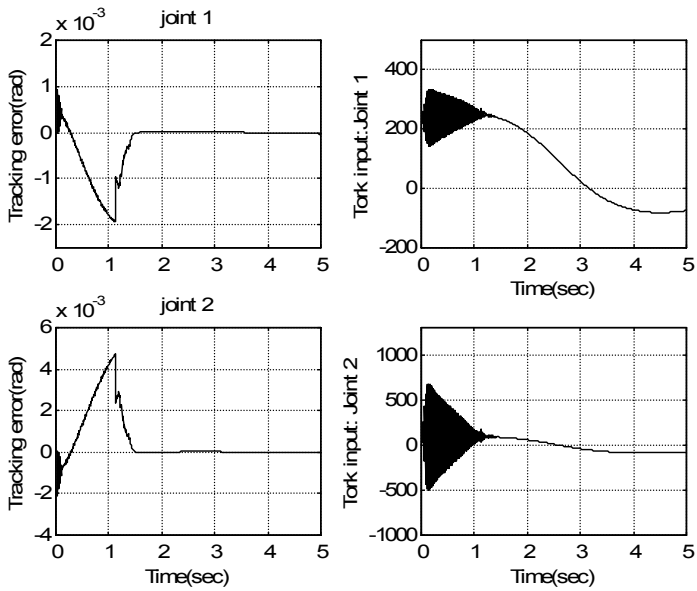 x 10-3
joint 1
2
1
0
-1
-2
Tracking error(rad)
0 1 2 3 4 5
400
200
0
-200
Tork input:Joint 1
0 1 2 3 4 5
Time(sec)
x 10-3
joint 2
6
4
2
0
-2
-4
Tracking error(rad)
0 1 2 3 4 5
Time(sec)
1000
500
0
-500
-1000
Tork input: Joint 2
0 1 2 3 4 5
Time(sec)